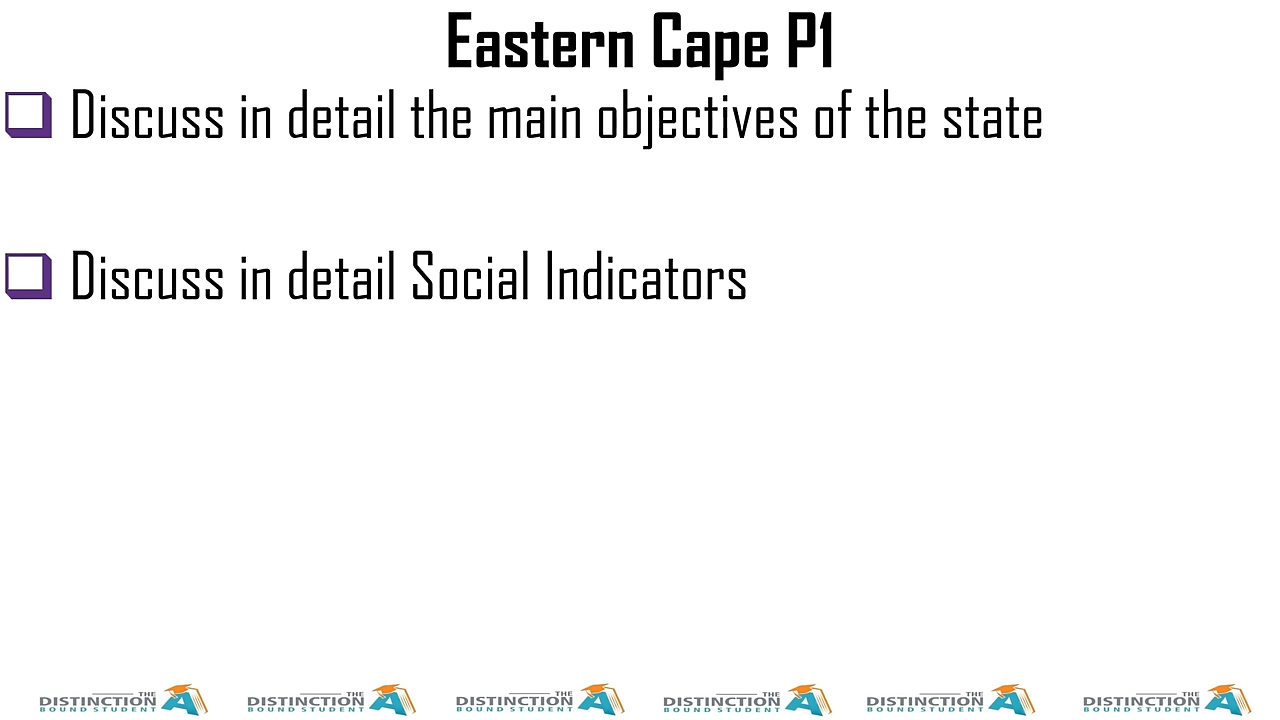 Eastern Cape P1
Discuss in detail the main objectives of the state
Discuss in detail Social Indicators
THE DISTINCTION BOUND STUDENT A
THE DISTINCTION BOUND STUDENT A
THE DISTINCTION BOUND STUDENT A
THE DISTINCTION BOUND STUDENT A
THE DISTINCTION BOUND STUDENT A
THE DISTINCTION BOUND STUDENT A